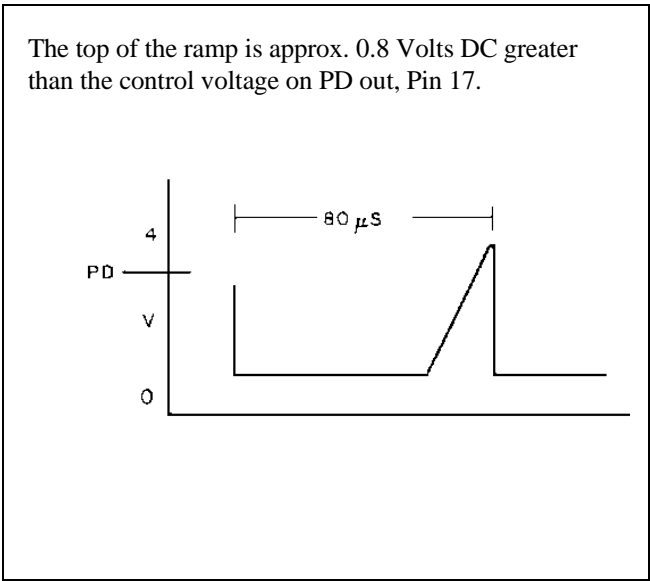 The top of the ramp is approx. 0.8 Volts DC greater
than the control voltage on PD out, Pin 17.
80 µS
4
PD
V
0